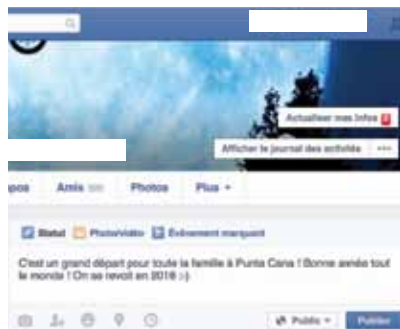 Actualiser mes infos
Afficher le journal des activités ...
pos Amis Photos Plus
Statut Photo/Vidéo Évènement marquant
C'est un grand départ pour toute la famille à Punta Cana ! Bonne année tout
le monde ! On se revoit en 2016 :-)
Public Publier